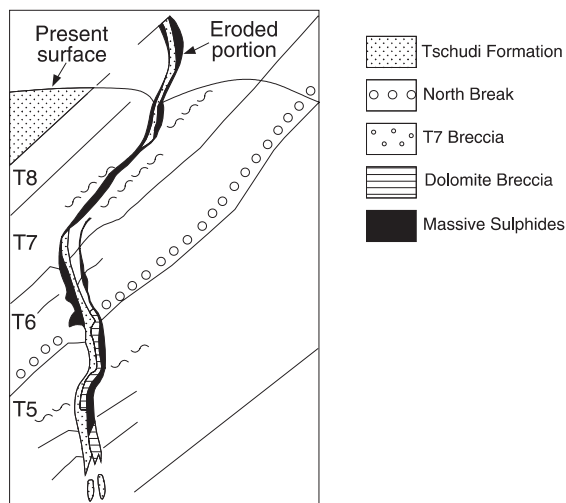 Present
surface
Eroded
portion
T8
T7
T6
T5
Tschudi Formation
North Break
T7 Breccia
Dolomite Breccia
Massive Sulphides